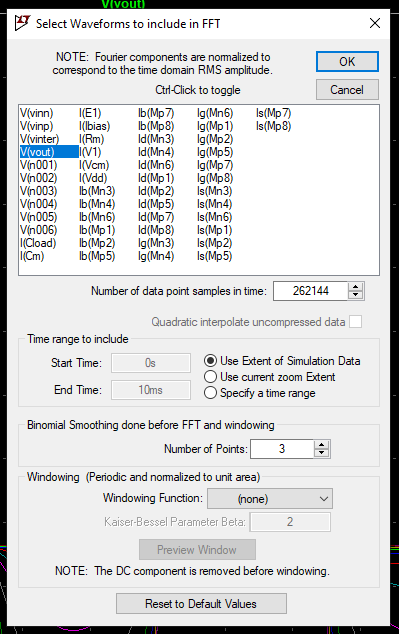 V(vout)
Select Waveforms to include in FFT
NOTE: Fourier components are normalized to
correspond to the time domain RMS amplitude.
OK
Ctrl-Click to toggle
Cancel
V(vinn) I(E1) Ib(Mp7) Ig(Mn6) Is(Mp7)
V(vinp) I(Ibias) Ib(Mp8) Ig(Mp1) Is(Mp8)
V(vinter) I(Rm) Id(Mn3) Ig(Mp2)
V(vout) I(V1) Id(Mn4) Ig(Mp5)
V(n001) I(Vcm) Id(Mn6) Ig(Mp7)
V(n002) I(Vdd) Id(Mp1) Ig(Mp8)
V(n003) Ib(Mn3) Id(Mp2) Is(Mn3)
V(n004) Ib(Mn4) Id(Mp5) Is(Mn4)
V(n005) Ib(Mn6) Id(Mp7) Is(Mn6)
V(n006) Ib(Mp1) Id(Mp8) Is(Mp1)
I(Cload) Ib(Mp2) Ig(Mn3) Is(Mp2)
I(Cm) Ib(Mp5) Ig(Mn4) Is(Mp5)
Number of data point samples in time: 262144
Quadratic interpolate uncompressed data
Time range to include
Start Time: 0s Use Extent of Simulation Data
Use current zoom Extent
End Time: 10ms Specify a time range
Binomial Smoothing done before FFT and windowing
Number of Points: 3
Windowing (Periodic and normalized to unit area)
Windowing Function: (none)
Kaiser-Bessel Parameter Beta: 2
Preview Window
NOTE: The DC component is removed before windowing.
Reset to Default Values